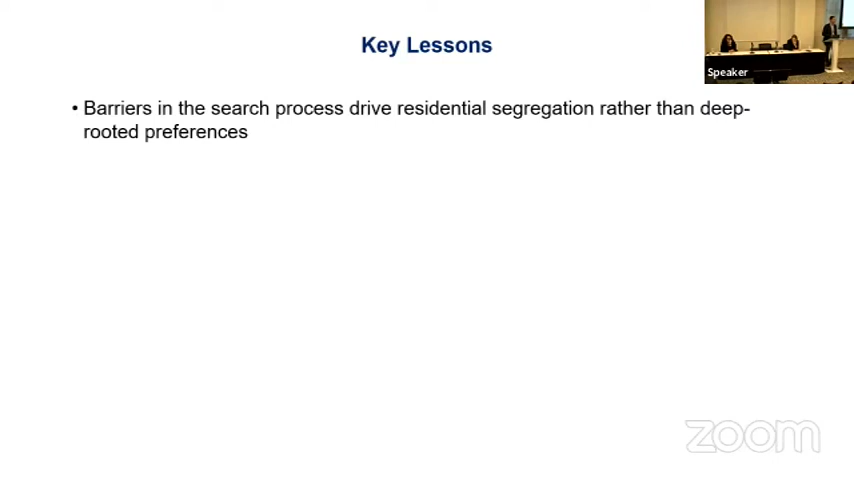 Key Lessons
Speaker
• Barriers in the search process drive residential segregation rather than deep-
rooted preferences
zoom